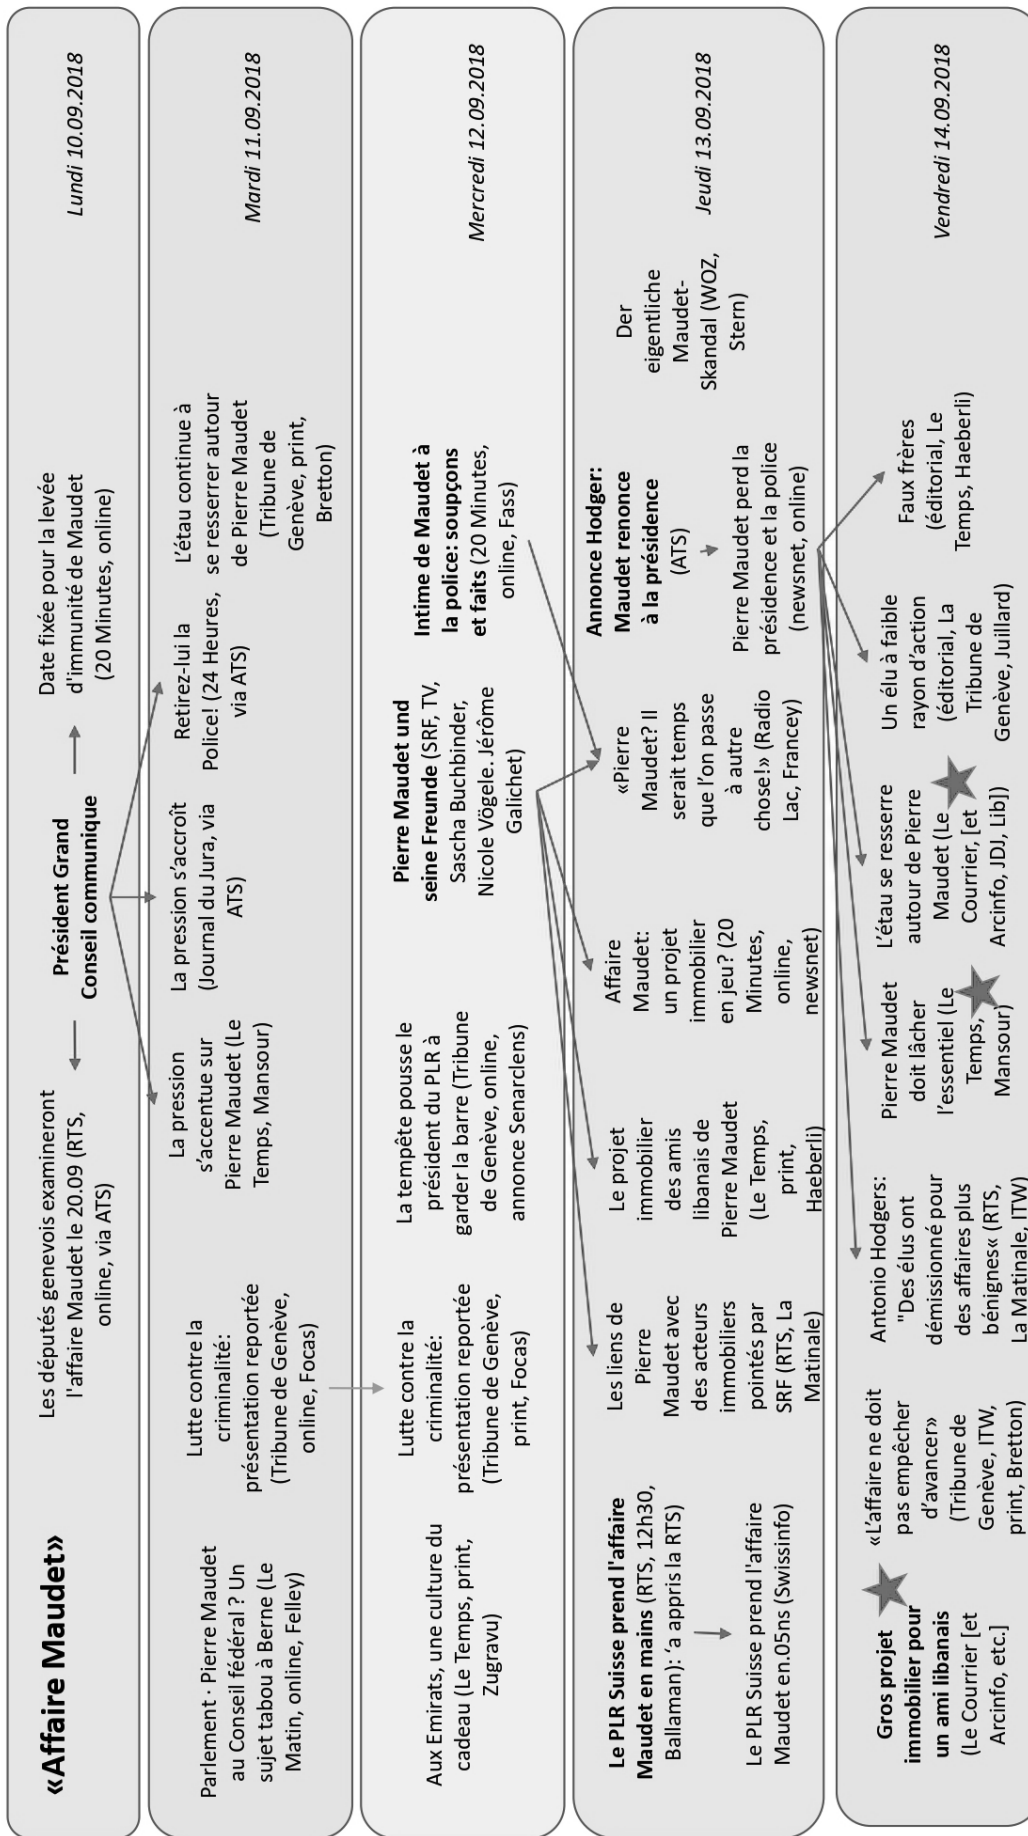 «Affaire Maudet»
Les députés genevois examineront
l'affaire Maudet le 20.09 (RTS,
online, via ATS)
Président Grand
Conseil communique
Date fixée pour la levée
d'immunité de Maudet
(20 Minutes, online)
Lundi 10.09.2018
Parlement · Pierre Maudet
au Conseil fédéral ? Un
sujet tabou à Berne (Le
Matin, online, Felley)
Lutte contre la
criminalité:
présentation reportée
(Tribune de Genève,
online, Focas)
La pression
s'accentue sur
Pierre Maudet (Le
Temps, Mansour)
La pression s'accroît
(Journal du Jura, via
ATS)
Retirez-lui la
Police! (24 Heures,
via ATS)
L'étau continue à
se resserrer autour
de Pierre Maudet
(Tribune de
Genève, print,
Bretton)
Mardi 11.09.2018
Aux Emirats, une culture du
cadeau (Le Temps, print,
Zugravu)
Lutte contre la
criminalité:
présentation reportée
(Tribune de Genève,
print, Focas)
La tempête pousse le
président du PLR à
garder la barre (Tribune
de Genève, online,
annonce Senarclens)
Pierre Maudet und
seine Freunde (SRF, TV,
Sascha Buchbinder,
Nicole Vögele. Jérôme
Galichet)
Intime de Maudet à
la police: soupçons
et faits (20 Minutes,
online, Fass)
Mercredi 12.09.2018
Le PLR Suisse prend l'affaire
Maudet en mains (RTS, 12h30,
Ballaman): 'a appris la RTS)
Le PLR Suisse prend l'affaire
Maudet en.05ns (Swissinfo)
Les liens de
Pierre
Maudet avec
des acteurs
immobiliers
pointés par
SRF (RTS, La
Matinale)
Le projet
immobilier
des amis
libanais de
Pierre Maudet
(Le Temps,
print,
Haeberli)
Affaire
Maudet:
un projet
immobilier
en jeu? (20
Minutes,
online,
newsnet)
«Pierre
Maudet? Il
serait temps
que l'on passe
à autre
chose!» (Radio
Lac, Francey)
Annonce Hodger:
Maudet renonce
à la présidence
(ATS)
Pierre Maudet perd la
présidence et la police
(newsnet, online)
Der
eigentliche
Maudet-
Skandal (WOZ,
Stern)
Jeudi 13.09.2018
Gros projet
immobilier pour
un ami libanais
(Le Courrier [et
Arcinfo, etc.]
«L'affaire ne doit
pas empêcher
d'avancer»
(Tribune de
Genève, ITW,
print, Bretton)
Antonio Hodgers:
"Des élus ont
démissionné pour
des affaires plus
bénignes« (RTS,
La Matinale, ITW)
Pierre Maudet
doit lâcher
l'essentiel (Le
Temps,
Mansour)
L'étau se resserre
autour de Pierre
Maudet (Le
Courrier, [et
Arcinfo, JDJ, Lib])
Un élu à faible
rayon d'action
(éditorial, La
Tribune de
Genève, Juillard)
Faux frères
(éditorial, Le
Temps, Haeberli)
Vendredi 14.09.2018